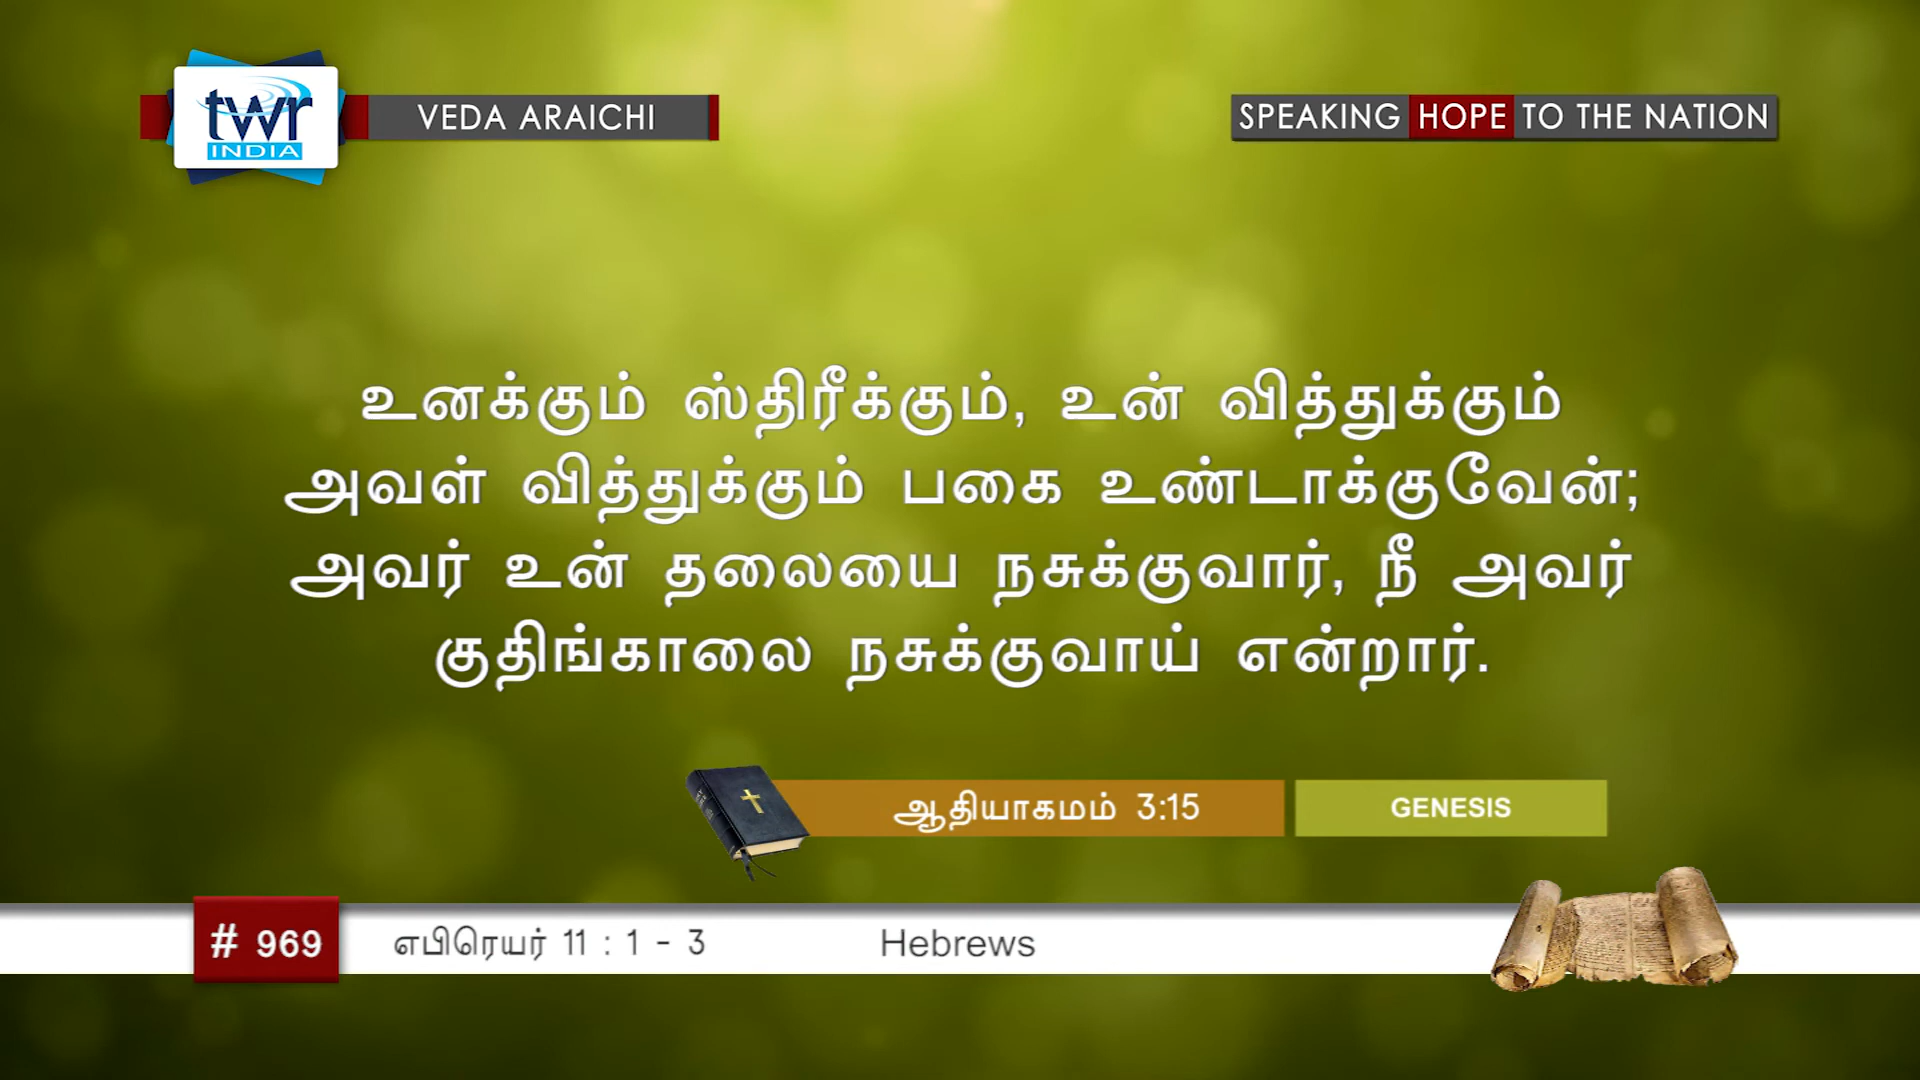 twr
INDIA
VEDA ARAICHI
SPEAKING HOPE TO THE NATION
உனக்கும் ஸ்திரீக்கும், உன் வித்துக்கும்
அவள் வித்துக்கும் பகை உண்டாக்குவேன்;
அவர் உன் தலையை நசுக்குவார், நீ அவர்
குதிங்காலை நசுக்குவாய் என்றார்.
ஆதியாகமம் 3:15
GENESIS
# 969
எபிரெயர் 11 : 1 - 3
Hebrews